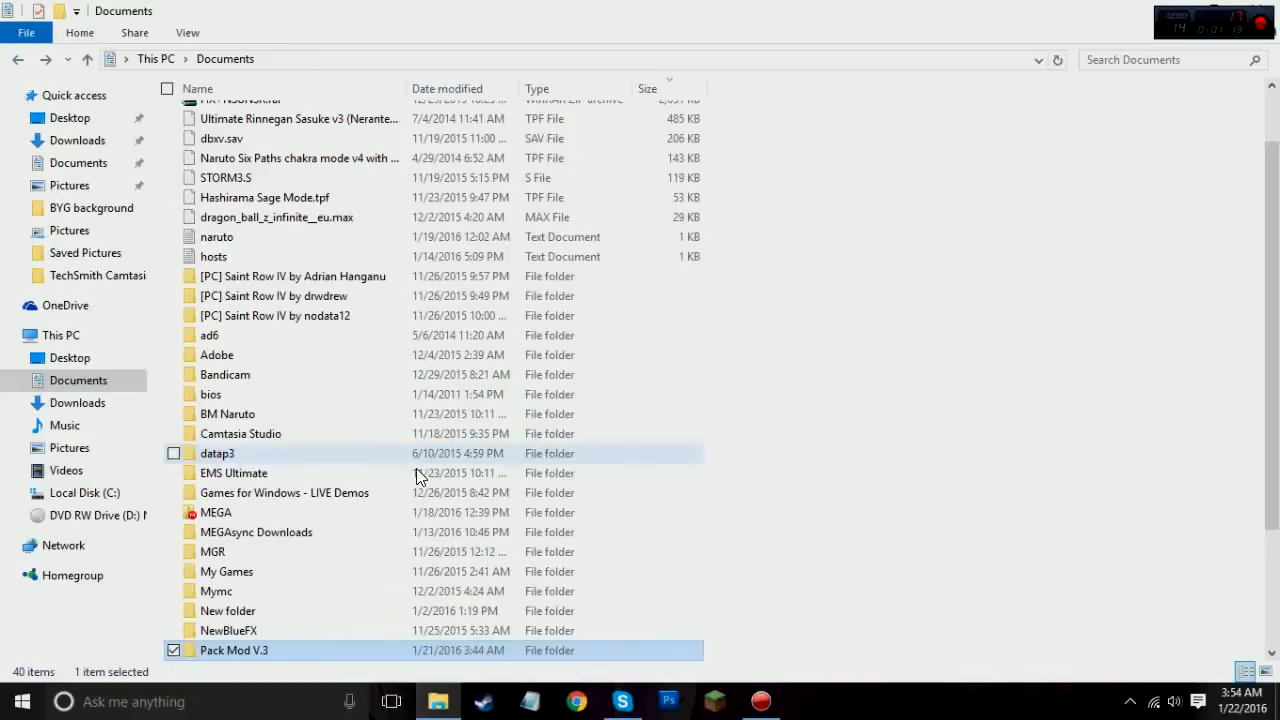 Documents
File Home Share View
This PC Documents Search Documents
Name Date modified Type Size
Quick access
Desktop
Downloads
Documents
Pictures
BYG background
Pictures
Saved Pictures
TechSmith Camtasi
OneDrive
This PC
Desktop
Documents
Downloads
Music
Pictures
Videos
Local Disk (C:)
DVD RW Drive (D:) N
Network
Homegroup
Ultimate Rinnegan Sasuke v3 (Nerante... 7/4/2014 11:41 AM TPF File 485 KB
dbxv.sav 11/19/2015 11:00 ... SAV File 206 KB
Naruto Six Paths chakra mode v4 with ... 4/29/2014 6:52 AM TPF File 143 KB
STORM3.S 11/19/2015 5:15 PM S File 119 KB
Hashirama Sage Mode.tpf 11/23/2015 9:47 PM TPF File 53 KB
dragon_ball_z_infinite__eu.max 12/2/2015 4:20 AM MAX File 29 KB
naruto 1/19/2016 12:02 AM Text Document 1 KB
hosts 1/14/2016 5:09 PM Text Document 1 KB
[PC] Saint Row IV by Adrian Hanganu 11/26/2015 9:57 PM File folder
[PC] Saint Row IV by drwdrew 11/26/2015 9:49 PM File folder
[PC] Saint Row IV by nodata12 11/26/2015 10:00 ... File folder
ad6 5/6/2014 11:20 AM File folder
Adobe 12/4/2015 2:39 AM File folder
Bandicam 12/29/2015 8:21 AM File folder
bios 1/14/2011 1:54 PM File folder
BM Naruto 11/23/2015 10:11 ... File folder
Camtasia Studio 11/18/2015 9:35 PM File folder
datap3 6/10/2015 4:59 PM File folder
EMS Ultimate 11/23/2015 10:11 ... File folder
Games for Windows - LIVE Demos 12/26/2015 8:42 PM File folder
MEGA 1/18/2016 12:39 PM File folder
MEGAsync Downloads 1/13/2016 10:46 PM File folder
MGR 11/26/2015 12:12 ... File folder
My Games 11/26/2015 2:41 AM File folder
Mymc 12/2/2015 4:24 AM File folder
New folder 1/2/2016 1:19 PM File folder
NewBlueFX 11/25/2015 5:33 AM File folder
Pack Mod V.3 1/21/2016 3:44 AM File folder
40 items 1 item selected
Ask me anything
3:54 AM
1/22/2016